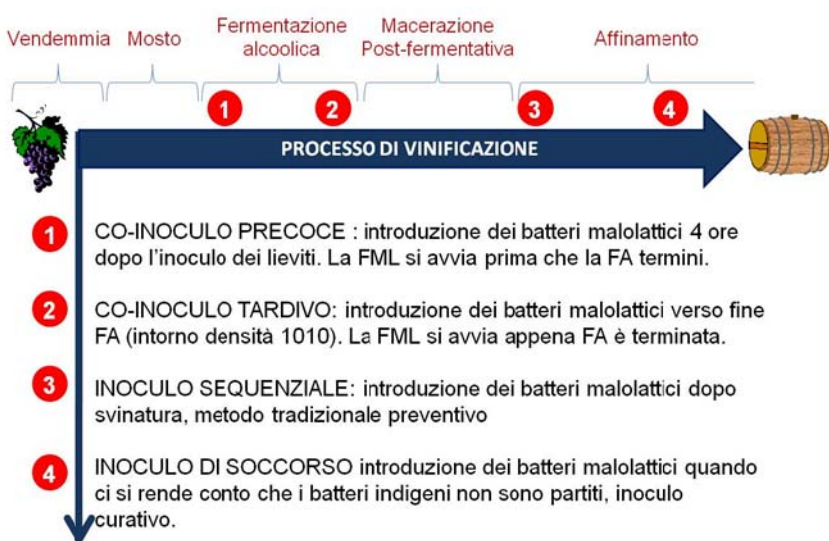 Vendemmia Mosto Fermentazione alcoolica Macerazione Post-fermentativa Affinamento
1 2 3 4
PROCESSO DI VINIFICAZIONE
1 CO-INOCULO PRECOCE : introduzione dei batteri malolattici 4 ore
dopo l'inoculo dei lieviti. La FML si avvia prima che la FA termini.
2 CO-INOCULO TARDIVO: introduzione dei batteri malolattici verso fine
FA (intorno densità 1010). La FML si avvia appena FA è terminata.
3 INOCULO SEQUENZIALE: introduzione dei batteri malolattici dopo
svinatura, metodo tradizionale preventivo
4 INOCULO DI SOCCORSO introduzione dei batteri malolattici quando
ci si rende conto che i batteri indigeni non sono partiti, inoculo
curativo.